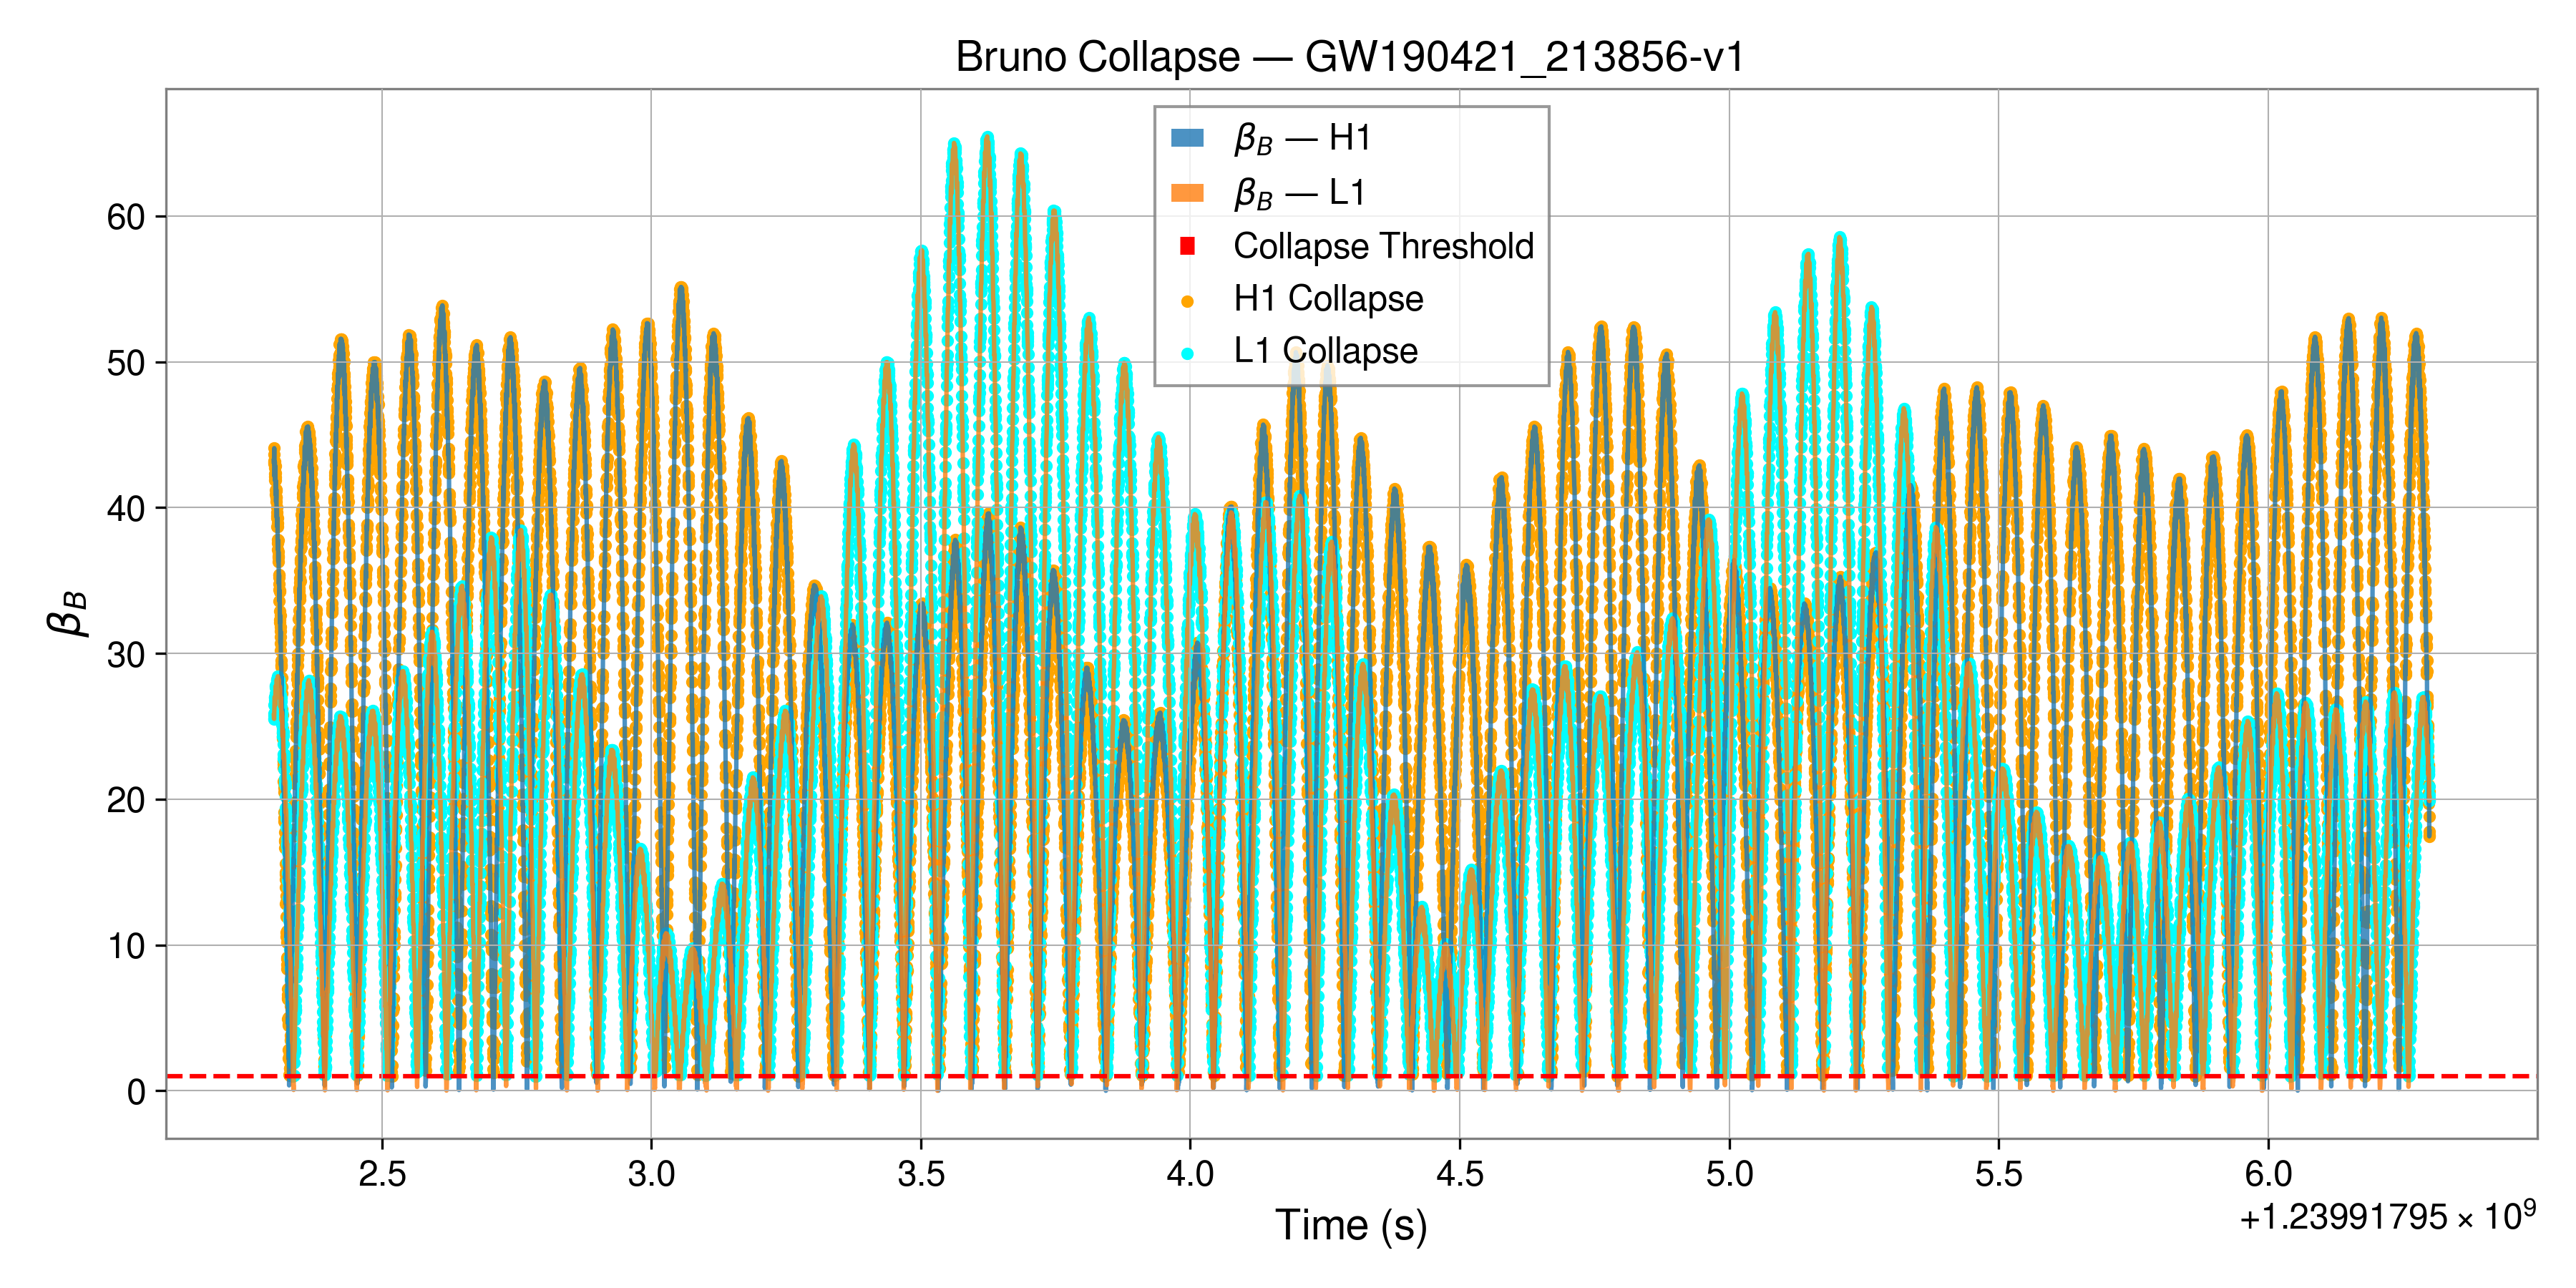 Bruno Collapse — GW190421_213856-v1
β_B — H1
β_B — L1
Collapse Threshold
H1 Collapse
L1 Collapse
β_B
60
50
40
30
20
10
0
2.5 3.0 3.5 4.0 4.5 5.0 5.5 6.0
+1.23991795 × 10⁹
Time (s)